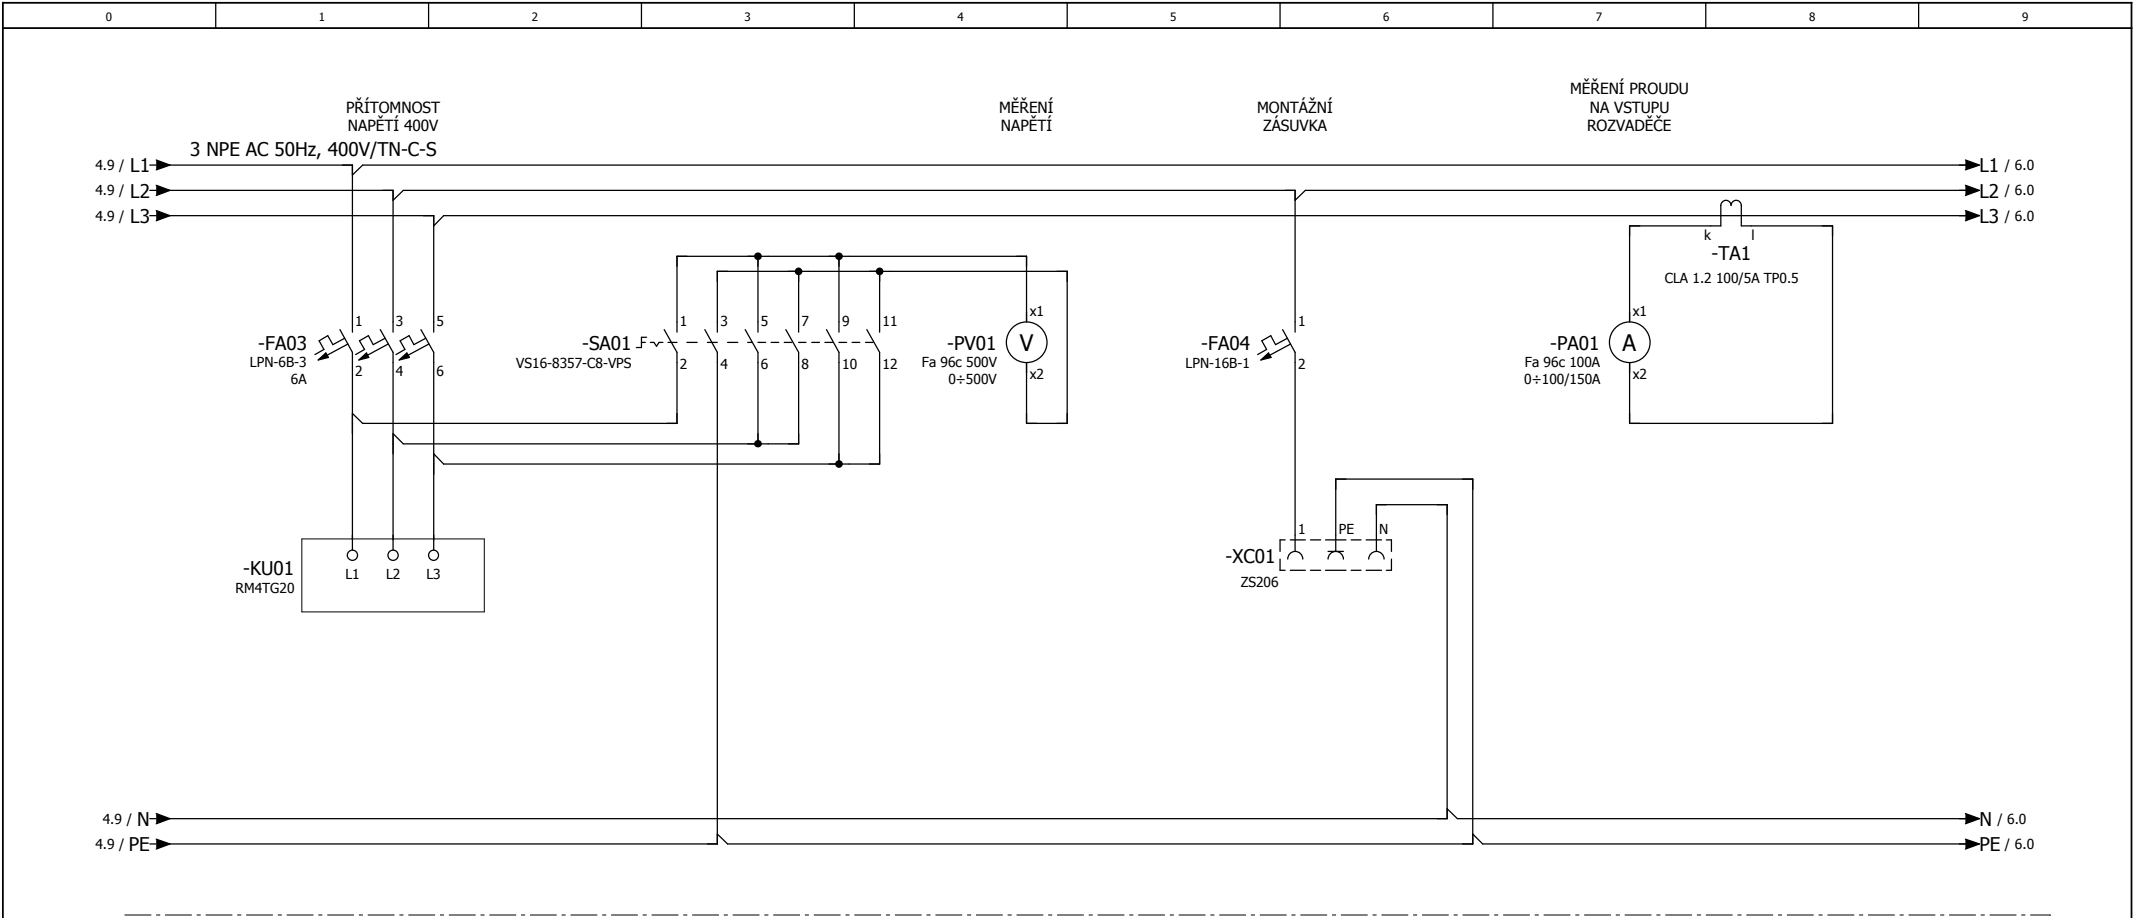 0 1 2 3 4 5 6 7 8 9
PŘÍTOMNOST
NAPĚTÍ 400V
MĚŘENÍ
NAPĚTÍ
MONTÁŽNÍ
ZÁSUVKA
MĚŘENÍ PROUDU
NA VSTUPU
ROZVADĚČE
3 NPE AC 50Hz, 400V/TN-C-S
4.9 / L1
L1 / 6.0
4.9 / L2
L2 / 6.0
4.9 / L3
L3 / 6.0
k l
-TA1
CLA 1.2 100/5A TP0.5
-FA03
LPN-6B-3
6A
1 3 5
2 4 6
-SA01
VS16-8357-C8-VPS
1 3 5 7 9 11
2 4 6 8 10 12
-PV01
Fa 96c 500V
0÷500V
x1
V
x2
-FA04
LPN-16B-1
1
2
-PA01
Fa 96c 100A
0÷100/150A
x1
A
x2
-KU01
RM4TG20
L1 L2 L3
-XC01
ZS206
1 PE N
4.9 / N
N / 6.0
4.9 / PE
PE / 6.0